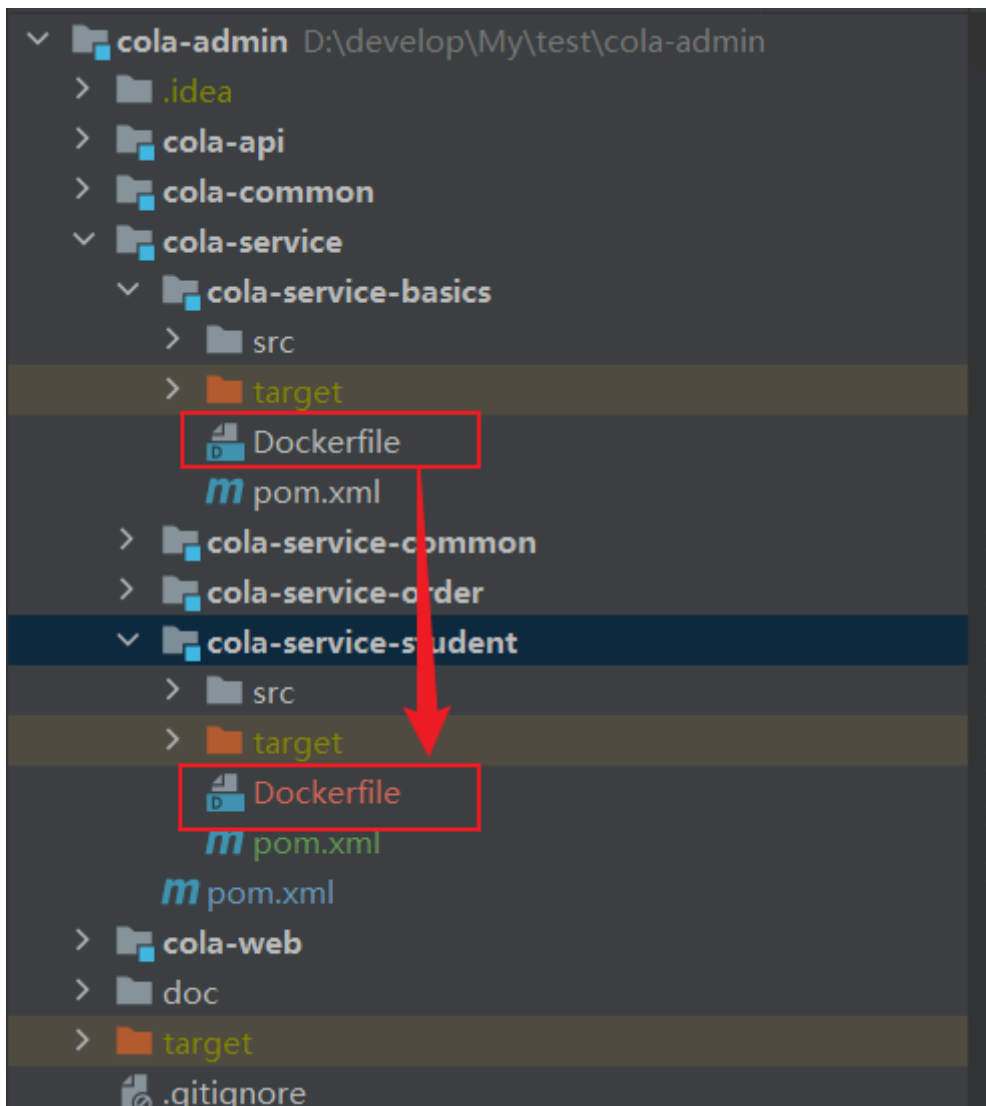 cola-admin D:\develop\My\test\cola-admin
.idea
cola-api
cola-common
cola-service
cola-service-basics
src
target
Dockerfile
pom.xml
cola-service-common
cola-service-order
cola-service-student
src
target
Dockerfile
pom.xml
pom.xml
cola-web
doc
target
.gitignore